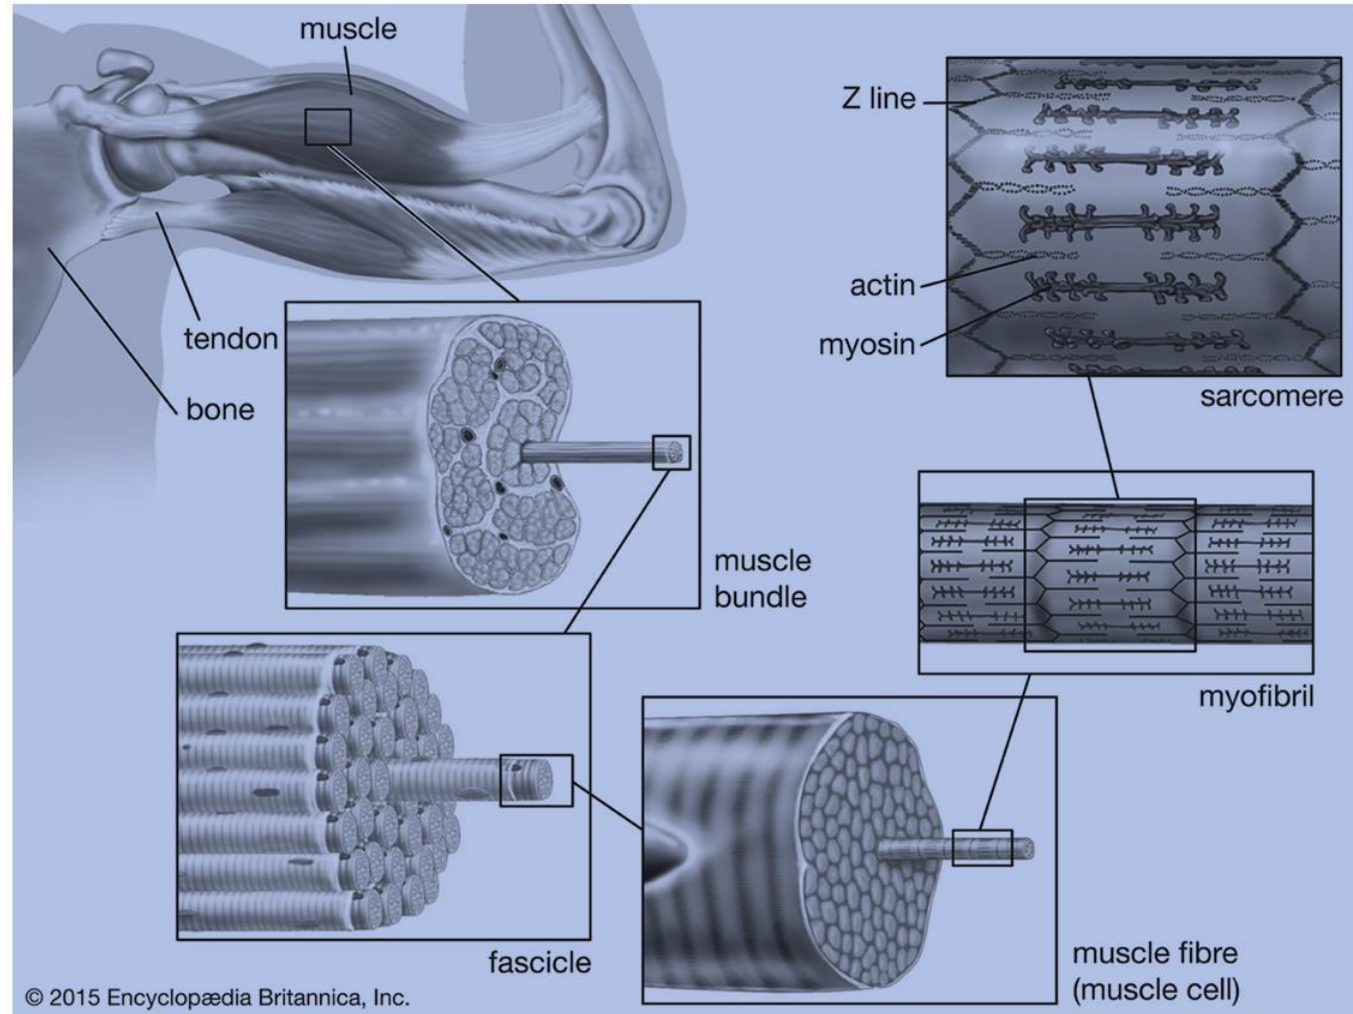 muscle
Z line
actin
myosin
tendon
bone
sarcomere
muscle
bundle
myofibril
fascicle
muscle fibre
(muscle cell)
© 2015 Encyclopædia Britannica, Inc.